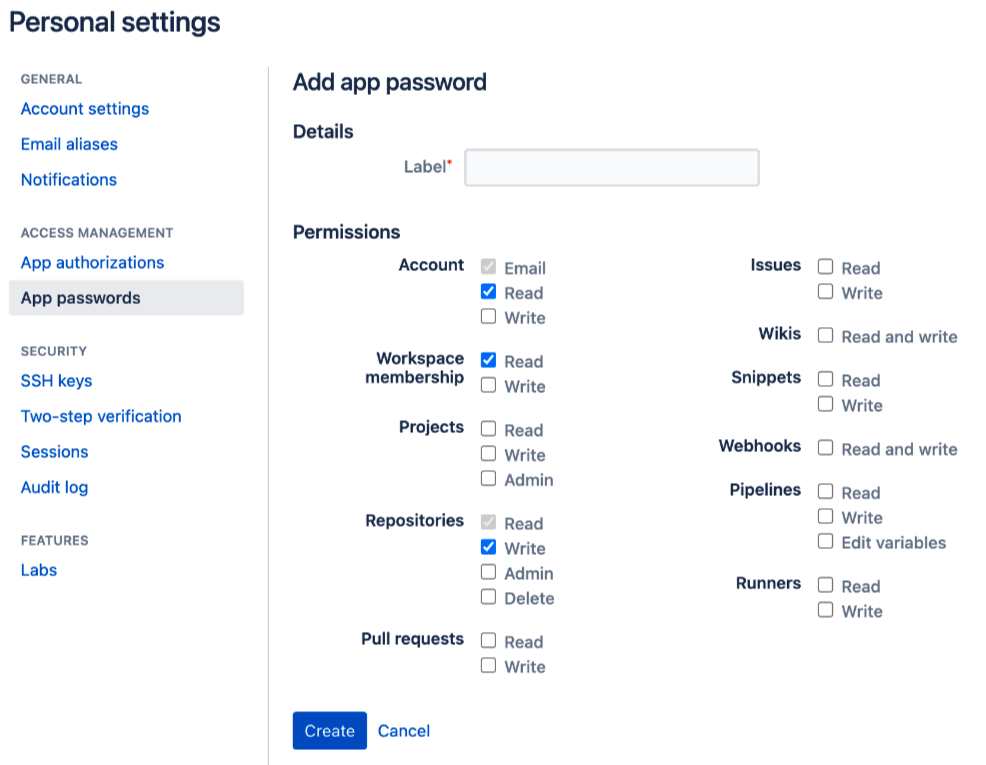 Personal settings
GENERAL
Account settings
Email aliases
Notifications
ACCESS MANAGEMENT
App authorizations
App passwords
SECURITY
SSH keys
Two-step verification
Sessions
Audit log
FEATURES
Labs
Add app password
Details
Label*
Permissions
Account
Email
Read
Write
Workspace
membership
Read
Write
Projects
Read
Write
Admin
Repositories
Read
Write
Admin
Delete
Pull requests
Read
Write
Issues
Read
Write
Wikis
Read and write
Snippets
Read
Write
Webhooks
Read and write
Pipelines
Read
Write
Edit variables
Runners
Read
Write
Create
Cancel